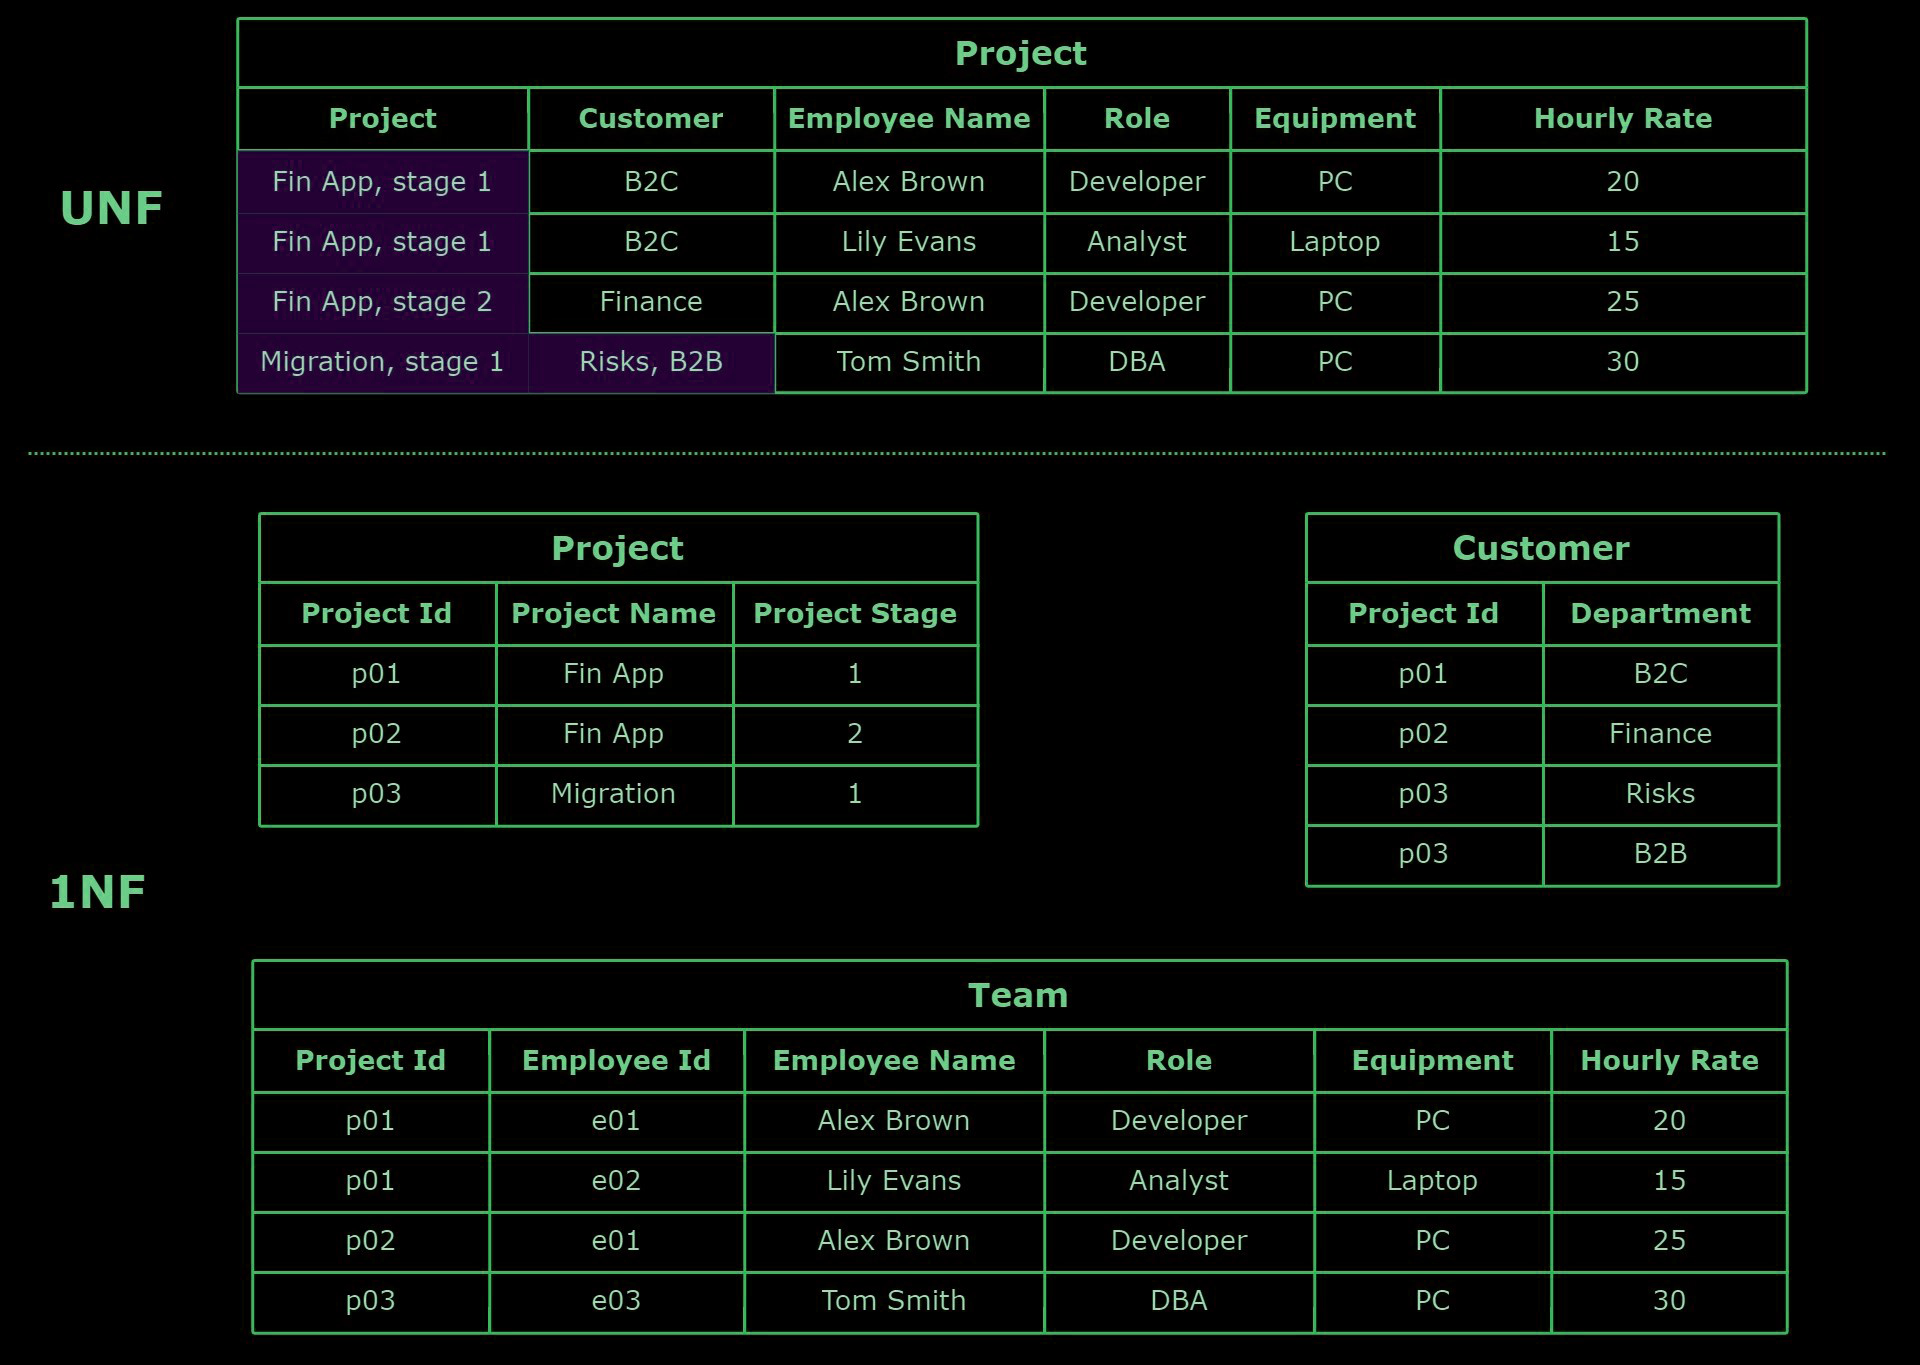 Project
Project Customer Employee Name Role Equipment Hourly Rate
Fin App, stage 1 B2C Alex Brown Developer PC 20
UNF
Fin App, stage 1 B2C Lily Evans Analyst Laptop 15
Fin App, stage 2 Finance Alex Brown Developer PC 25
Migration, stage 1 Risks, B2B Tom Smith DBA PC 30
Project
Project Id Project Name Project Stage
p01 Fin App 1
p02 Fin App 2
p03 Migration 1
Customer
Project Id Department
p01 B2C
p02 Finance
p03 Risks
p03 B2B
1NF
Team
Project Id Employee Id Employee Name Role Equipment Hourly Rate
p01 e01 Alex Brown Developer PC 20
p01 e02 Lily Evans Analyst Laptop 15
p02 e01 Alex Brown Developer PC 25
p03 e03 Tom Smith DBA PC 30